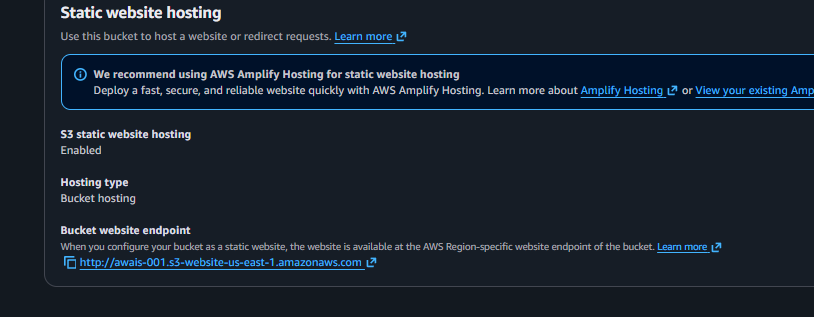 Static website hosting
Use this bucket to host a website or redirect requests. Learn more
We recommend using AWS Amplify Hosting for static website hosting
Deploy a fast, secure, and reliable website quickly with AWS Amplify Hosting. Learn more about Amplify Hosting or View your existing Amp
S3 static website hosting
Enabled
Hosting type
Bucket hosting
Bucket website endpoint
When you configure your bucket as a static website, the website is available at the AWS Region-specific website endpoint of the bucket. Learn more
http://awais-001.s3-website-us-east-1.amazonaws.com